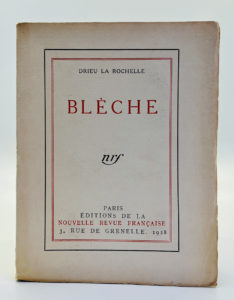 DRIEU LA ROCHELLE
BLÈCHE
nrf
PARIS
ÉDITIONS DE LA
NOUVELLE REVUE FRANÇAISE
3, RUE DE GRENELLE. 1928